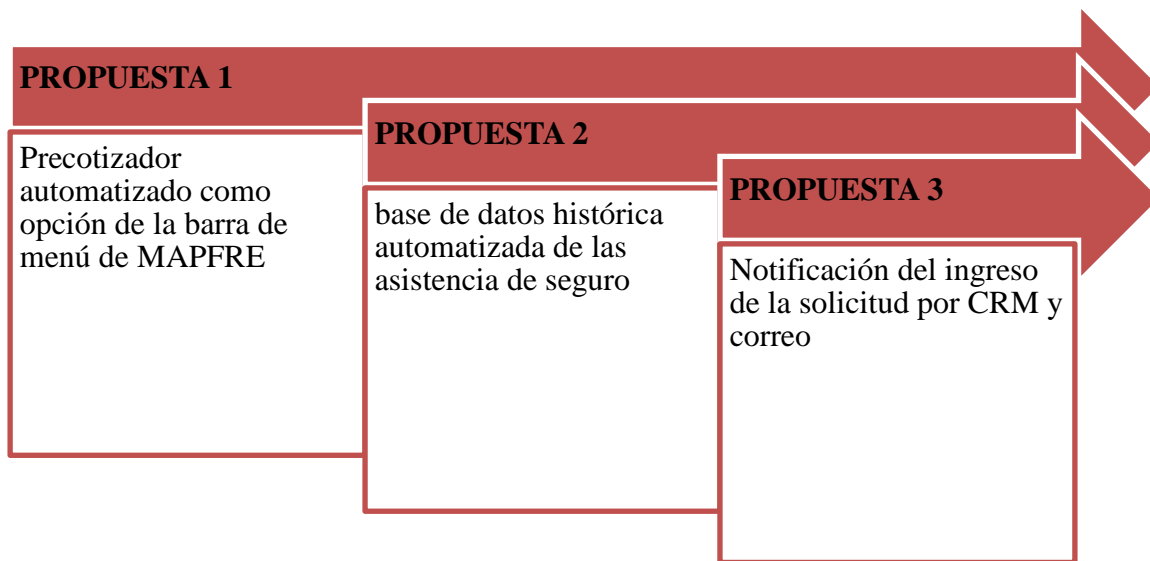 PROPUESTA 1
Precotizador
automatizado como
opción de la barra de
menú de MAPFRE
PROPUESTA 2
base de datos histórica
automatizada de las
asistencia de seguro
PROPUESTA 3
Notificación del ingreso
de la solicitud por CRM y
correo